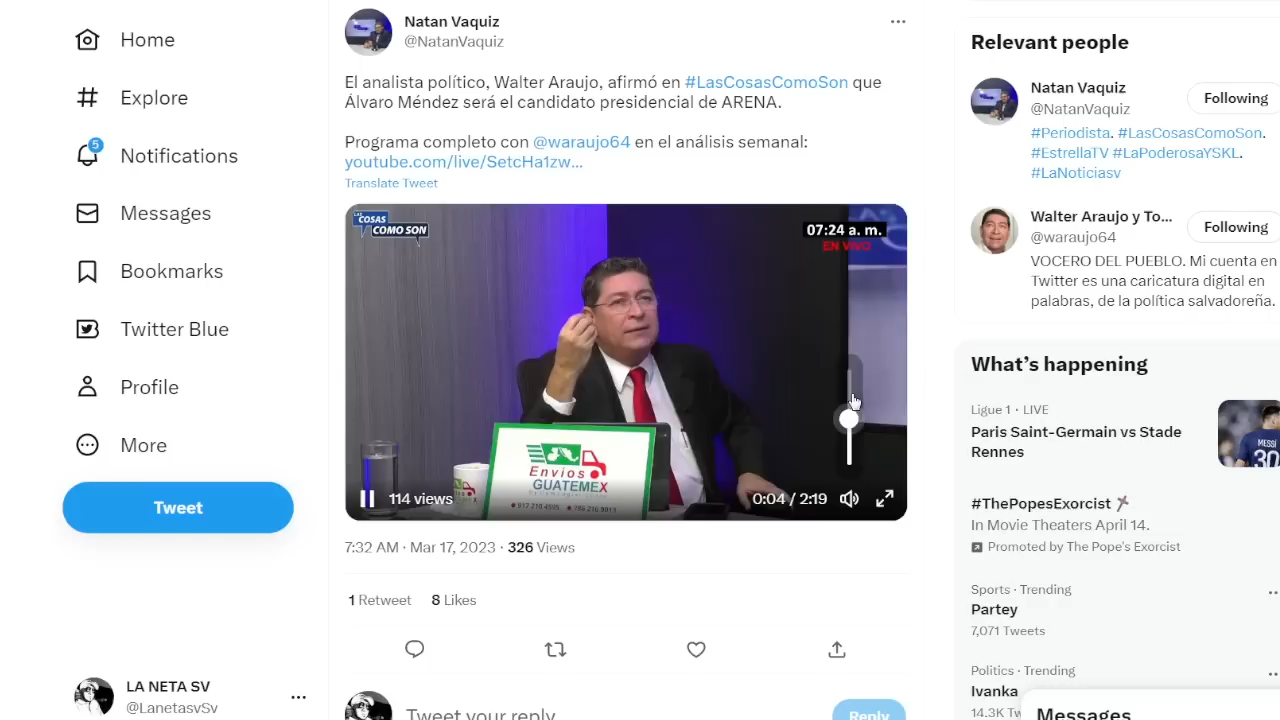 Home
Explore
5
Notifications
Messages
Bookmarks
Twitter Blue
Profile
More
Tweet
LA NETA SV
@LanetasvSv
Natan Vaquiz
@NatanVaquiz
El analista político, Walter Araujo, afirmó en #LasCosasComoSon que
Álvaro Méndez será el candidato presidencial de ARENA.
Programa completo con @waraujo64 en el análisis semanal:
youtube.com/live/SetcHa1zw...
Translate Tweet
LAS
COSAS
COMO SON
07:24 a. m.
EN VIVO
Envíos
GUATEMEX
114 views
0:04 / 2:19
7:32 AM · Mar 17, 2023 · 326 Views
1 Retweet 8 Likes
Tweet your reply
Reply
Relevant people
Natan Vaquiz
@NatanVaquiz
Following
#Periodista. #LasCosasComoSon.
#EstrellaTV #LaPoderosaYSKL.
#LaNoticiasv
Walter Araujo y To...
@waraujo64
Following
VOCERO DEL PUEBLO. Mi cuenta en
Twitter es una caricatura digital en
palabras, de la política salvadoreña.
What's happening
Ligue 1 · LIVE
Paris Saint-Germain vs Stade
Rennes
MESSI
30
#ThePopesExorcist
In Movie Theaters April 14.
Promoted by The Pope's Exorcist
Sports · Trending
Partey
7,071 Tweets
Politics · Trending
Ivanka
14.3K Tw
Messages